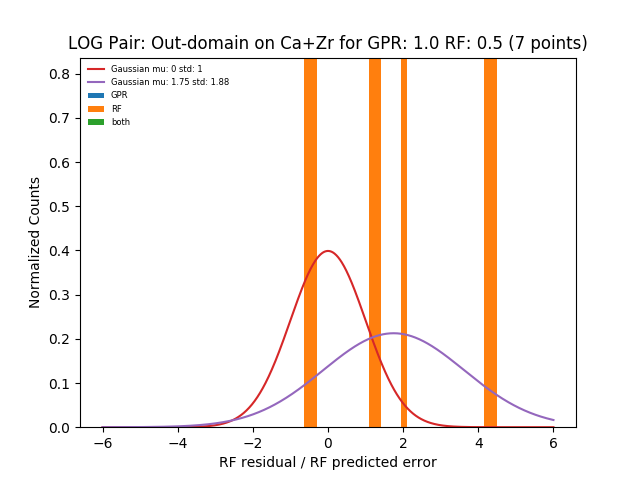 LOG Pair: Out-domain on Ca+Zr for GPR: 1.0 RF: 0.5 (7 points)
Gaussian mu: 0 std: 1
Gaussian mu: 1.75 std: 1.88
GPR
RF
both
Normalized Counts
0.8
0.7
0.6
0.5
0.4
0.3
0.2
0.1
0.0
−6 −4 −2 0 2 4 6
RF residual / RF predicted error